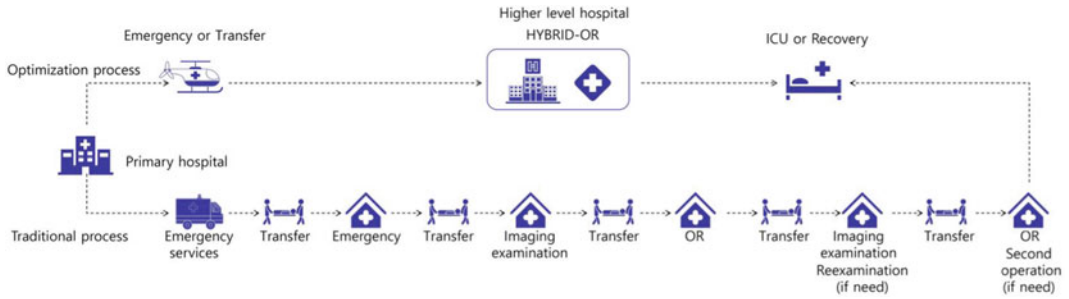 Higher level hospital
HYBRID-OR
Emergency or Transfer
ICU or Recovery
Optimization process
H
Primary hospital
Traditional process
Emergency
services
Transfer
Emergency
Transfer
Imaging
examination
Transfer
OR
Transfer
Imaging
examination
Reexamination
(if need)
Transfer
OR
Second
operation
(if need)